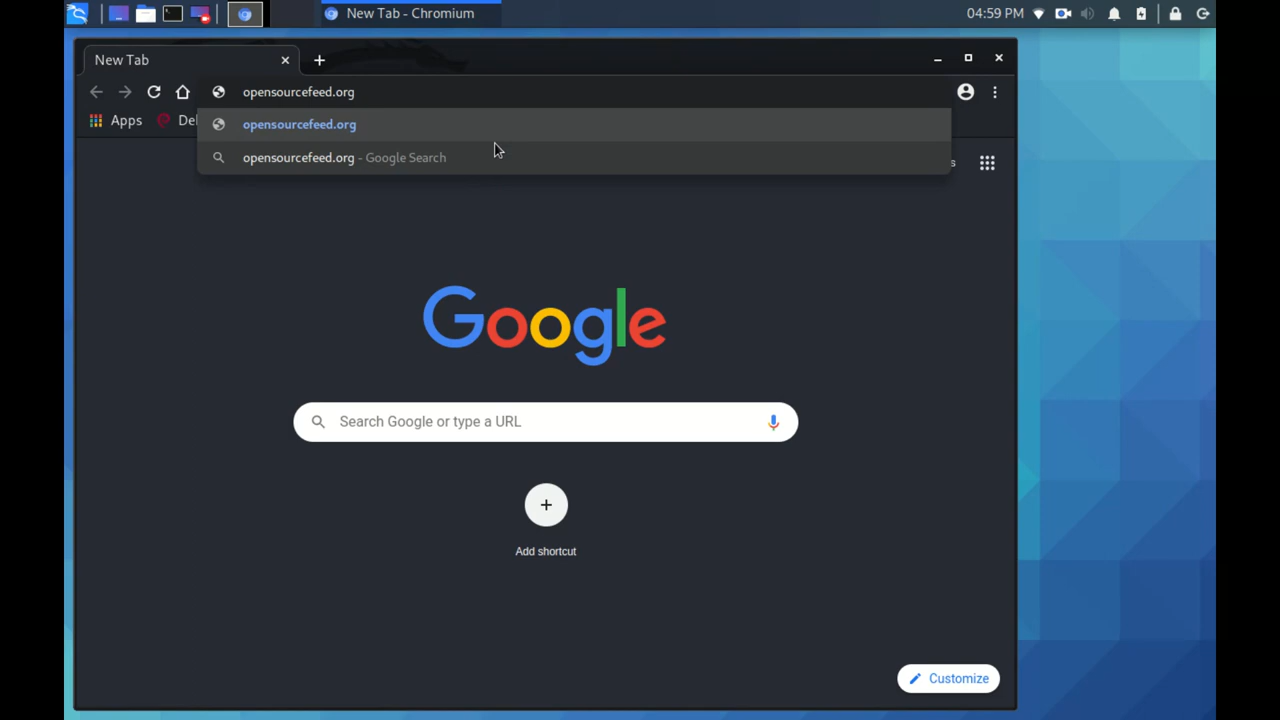 New Tab - Chromium
04:59 PM
New Tab
opensourcefeed.org
Apps
opensourcefeed.org
opensourcefeed.org - Google Search
Google
Search Google or type a URL
Add shortcut
Customize